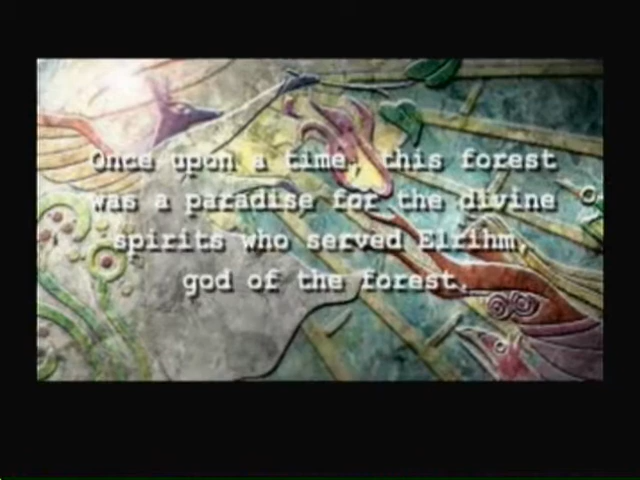 Once upon a time, this forest
was a paradise for the divine
spirits who served Elrihm,
god of the forest.